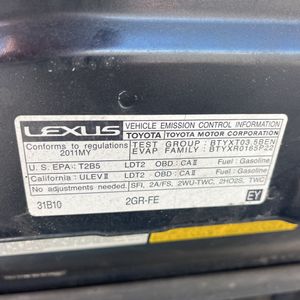 LEXUS
VEHICLE EMISSION CONTROL INFORMATION
TOYOTA TOYOTA MOTOR CORPORATION
Conforms to regulations
2011MY
TEST GROUP : BTYXT03.5BEN
EVAP FAMILY : BTYXR0165P22
U.S. EPA: T2B5 LDT2 OBD: CA II Fuel: Gasoline
California: ULEV II LDT2 OBD: CA II Fuel: Gasoline
No adjustments needed. SFI, 2A/FS, 2WU-TWC, 2HO2S, TWC
31B10 2GR-FE EY